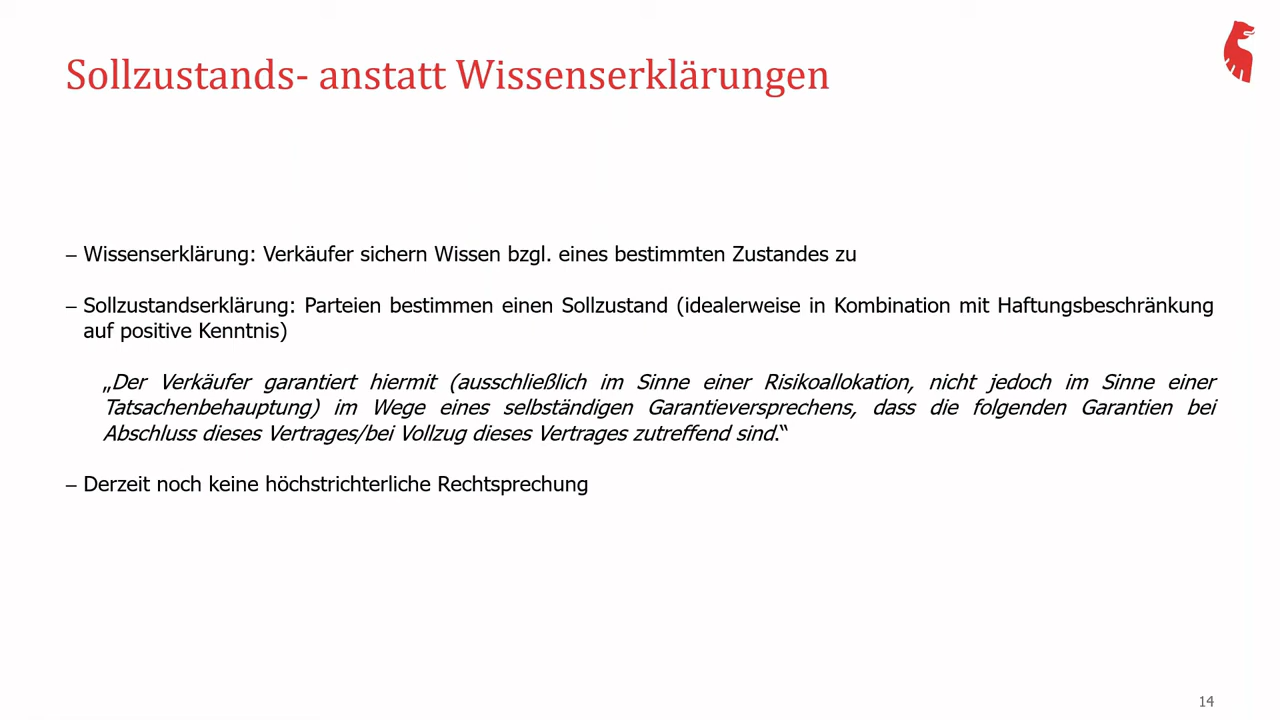 Sollzustands- anstatt Wissenserklärungen
– Wissenserklärung: Verkäufer sichern Wissen bzgl. eines bestimmten Zustandes zu
– Sollzustandserklärung: Parteien bestimmen einen Sollzustand (idealerweise in Kombination mit Haftungsbeschränkung
auf positive Kenntnis)
„Der Verkäufer garantiert hiermit (ausschließlich im Sinne einer Risikoallokation, nicht jedoch im Sinne einer
Tatsachenbehauptung) im Wege eines selbständigen Garantieversprechens, dass die folgenden Garantien bei
Abschluss dieses Vertrages/bei Vollzug dieses Vertrages zutreffend sind.“
– Derzeit noch keine höchstrichterliche Rechtsprechung
14